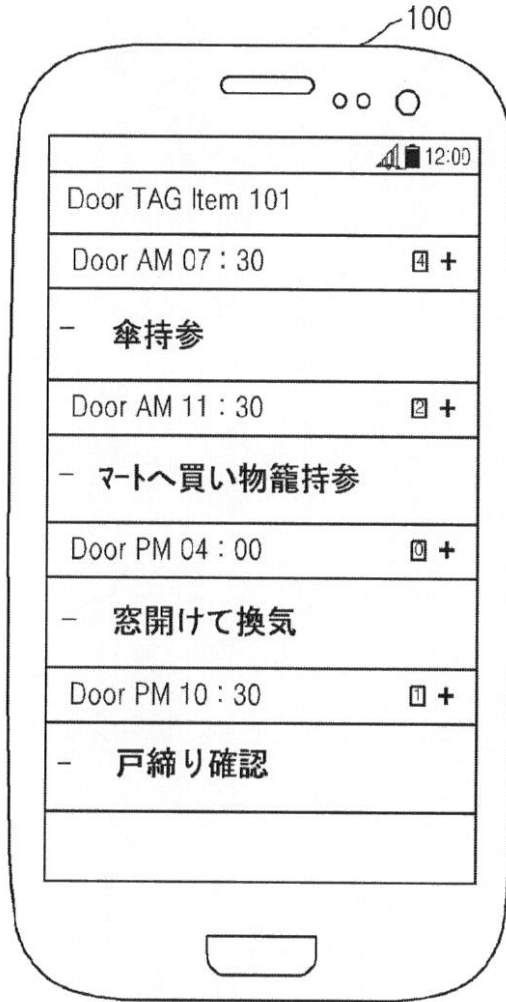 100
12:00
Door TAG Item 101
Door AM 07 : 30 4 +
– 傘持参
Door AM 11 : 30 2 +
– マートへ買い物籠持参
Door PM 04 : 00 0 +
– 窓開けて換気
Door PM 10 : 30 1 +
– 戸締り確認